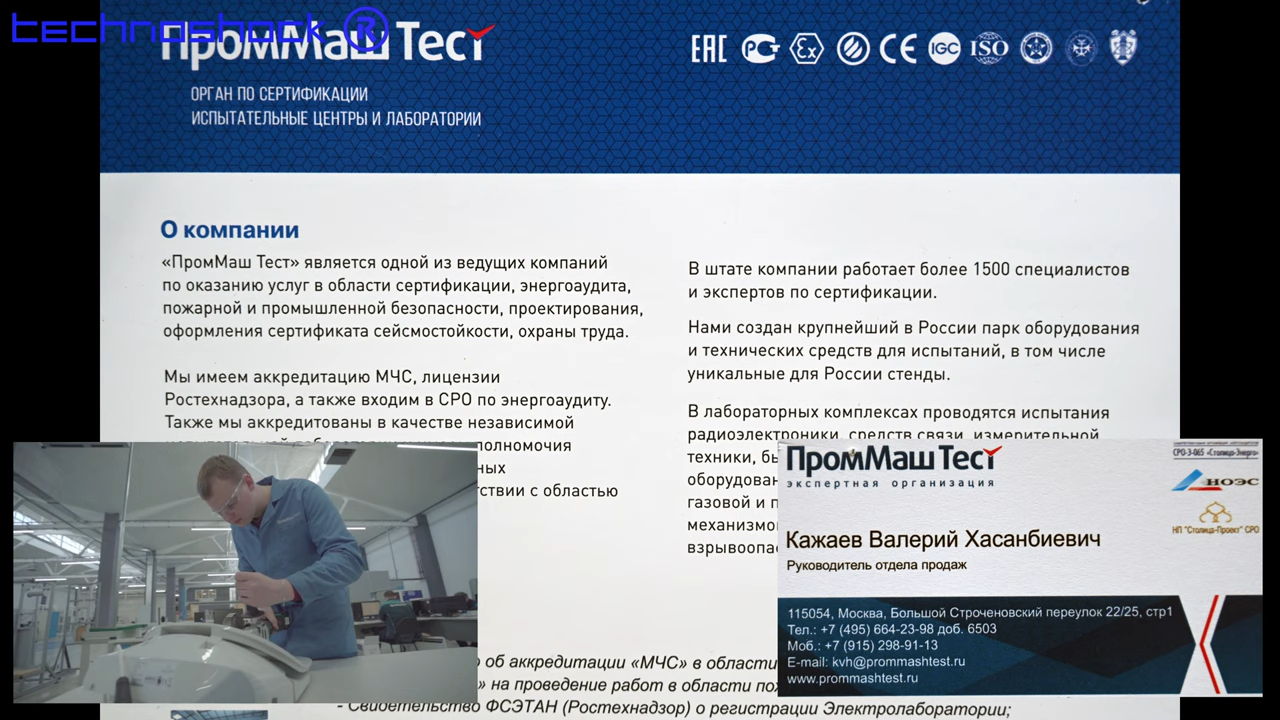 technoshock ®
ПромМаш Тест
ОРГАН ПО СЕРТИФИКАЦИИ
ИСПЫТАТЕЛЬНЫЕ ЦЕНТРЫ И ЛАБОРАТОРИИ
EAC
Ex
CE
IGC
ISO
О компании
«ПромМаш Тест» является одной из ведущих компаний
по оказанию услуг в области сертификации, энергоаудита,
пожарной и промышленной безопасности, проектирования,
оформления сертификата сейсмостойкости, охраны труда.
Мы имеем аккредитацию МЧС, лицензии
Ростехнадзора, а также входим в СРО по энергоаудиту.
Также мы аккредитованы в качестве независимой
полномочия
ных
тствии с областью
В штате компании работает более 1500 специалистов
и экспертов по сертификации.
Нами создан крупнейший в России парк оборудования
и технических средств для испытаний, в том числе
уникальные для России стенды.
В лабораторных комплексах проводятся испытания
радиоэлектроники, средств связи, измерительной
техники, бы
оборудован
газовой и п
механизмо
взрывоопас
о об аккредитации «МЧС» в области
» на проведение работ в области по
- Свидетельство ФСЭТАН (Ростехнадзор) о регистрации Электролаборатории;
ПромМаш Тест
экспертная организация
СРО-Э-065 «Столица-Энерго»
НОЭС
НП "Столица-Проект" СРО
Кажаев Валерий Хасанбиевич
Руководитель отдела продаж
115054, Москва, Большой Строченовский переулок 22/25, стр1
Тел.: +7 (495) 664-23-98 доб. 6503
Моб.: +7 (915) 298-91-13
E-mail: kvh@prommashtest.ru
www.prommashtest.ru